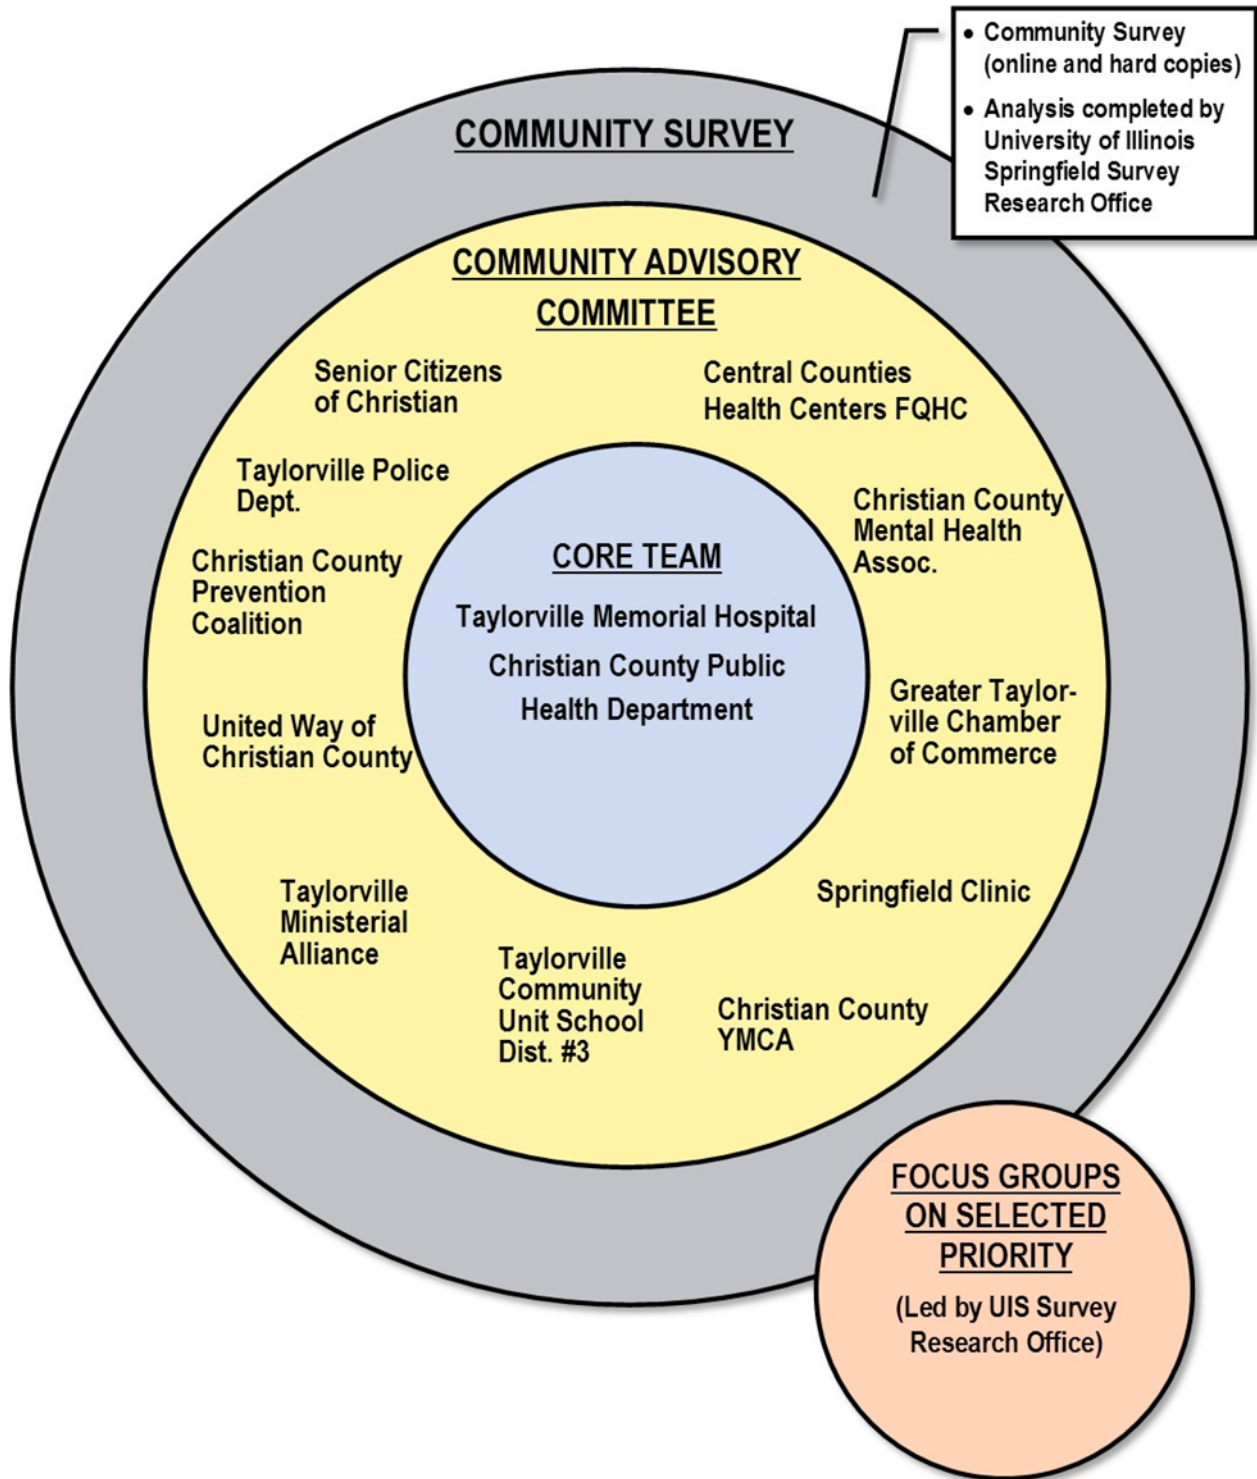 • Community Survey
(online and hard copies)
• Analysis completed by
University of Illinois
Springfield Survey
Research Office
COMMUNITY SURVEY
COMMUNITY ADVISORY
COMMITTEE
Senior Citizens
of Christian
Central Counties
Health Centers FQHC
Taylorville Police
Dept.
Christian County
Mental Health
Assoc.
Christian County
Prevention
Coalition
CORE TEAM
Taylorville Memorial Hospital
Christian County Public
Health Department
United Way of
Christian County
Greater Taylor-
ville Chamber
of Commerce
Taylorville
Ministerial
Alliance
Springfield Clinic
Taylorville
Community
Unit School
Dist. #3
Christian County
YMCA
FOCUS GROUPS
ON SELECTED
PRIORITY
(Led by UIS Survey
Research Office)